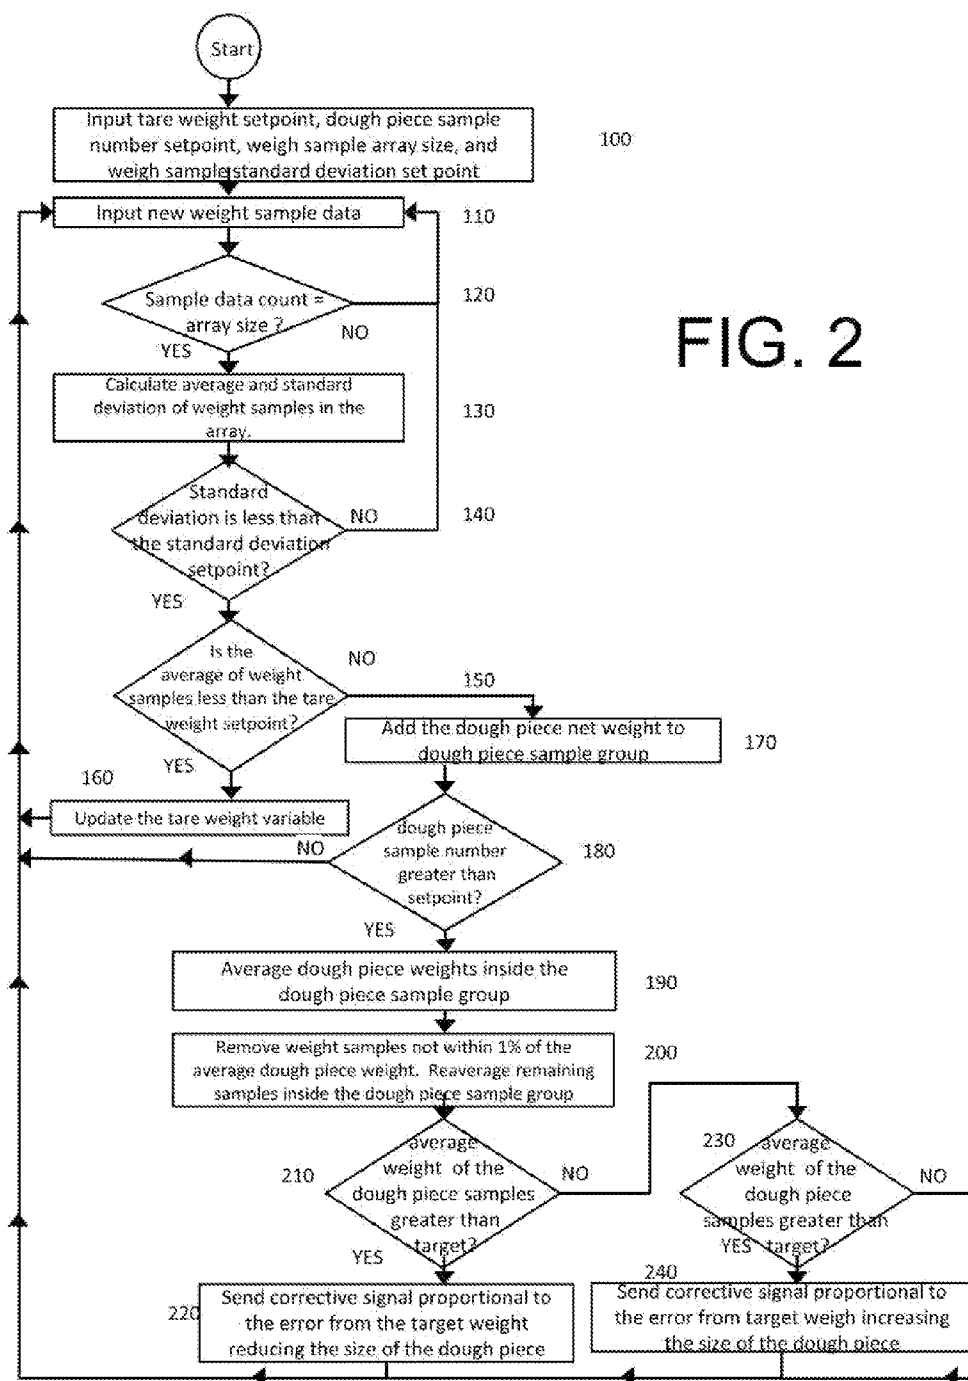 Start
Input tare weight setpoint, dough piece sample
number setpoint, weigh sample array size, and
weigh sample standard deviation set point
100
Input new weight sample data
110
Sample data count =
array size ?
120
NO
YES
FIG. 2
Calculate average and standard
deviation of weight samples in the
array.
130
Standard
deviation is less than
the standard deviation
setpoint?
NO
140
YES
Is the
average of weight
samples less than the tare
weight setpoint?
NO
150
YES
Add the dough piece net weight to
dough piece sample group
170
160
Update the tare weight variable
NO
dough piece
sample number
greater than
setpoint?
180
YES
Average dough piece weights inside the
dough piece sample group
190
Remove weight samples not within 1% of the
average dough piece weight. Reaverage remaining
samples inside the dough piece sample group
200
210
average
weight of the
dough piece samples
greater than
target?
NO
YES
230
average
weight of the
dough piece
samples greater than
target?
NO
YES
220
Send corrective signal proportional to
the error from the target weight
reducing the size of the dough piece
240
Send corrective signal proportional to
the error from target weigh increasing
the size of the dough piece